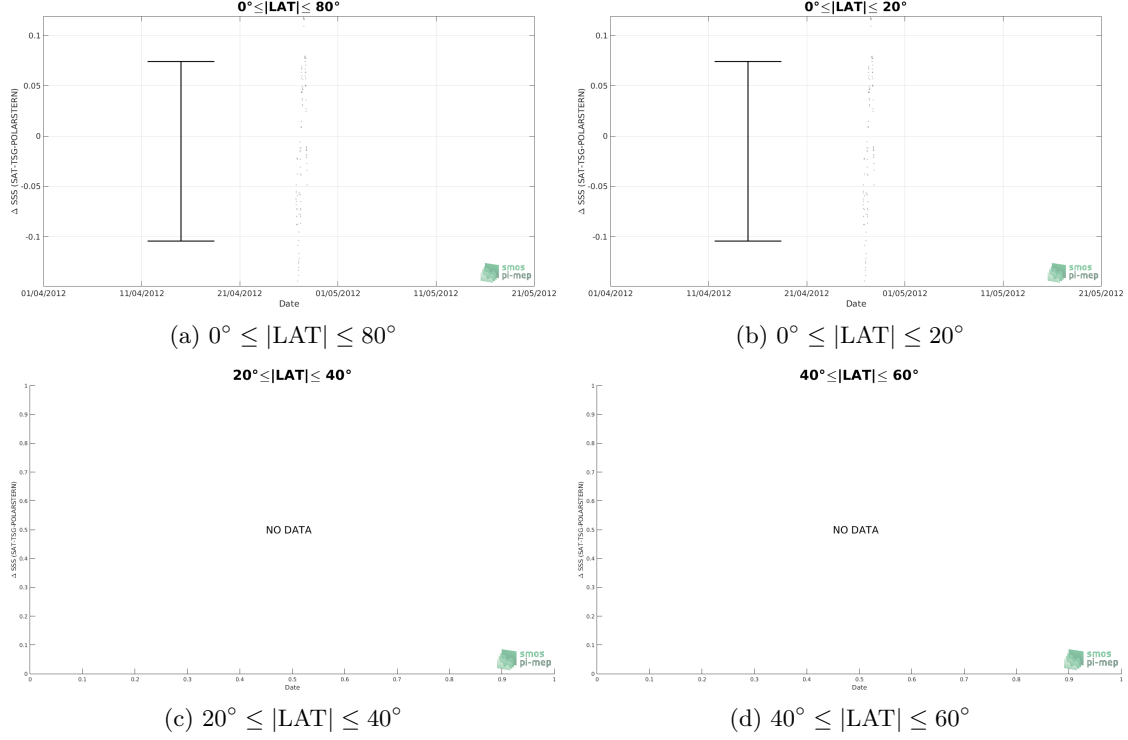 0°≤|LAT|≤ 80°
0.1
0.05
0
-0.05
-0.1
Δ SSS (SAT-TSG-POLARSTERN)
01/04/2012 11/04/2012 21/04/2012 01/05/2012 11/05/2012 21/05/2012
Date
smos
pi-mep
(a) 0° ≤ |LAT| ≤ 80°
0°≤|LAT|≤ 20°
0.1
0.05
0
-0.05
-0.1
Δ SSS (SAT-TSG-POLARSTERN)
01/04/2012 11/04/2012 21/04/2012 01/05/2012 11/05/2012 21/05/2012
Date
smos
pi-mep
(b) 0° ≤ |LAT| ≤ 20°
20°≤|LAT|≤ 40°
1
0.9
0.8
0.7
0.6
0.5
0.4
0.3
0.2
0.1
0
Δ SSS (SAT-TSG-POLARSTERN)
NO DATA
0 0.1 0.2 0.3 0.4 0.5 0.6 0.7 0.8 0.9 1
Date
smos
pi-mep
(c) 20° ≤ |LAT| ≤ 40°
40°≤|LAT|≤ 60°
1
0.9
0.8
0.7
0.6
0.5
0.4
0.3
0.2
0.1
0
Δ SSS (SAT-TSG-POLARSTERN)
NO DATA
0 0.1 0.2 0.3 0.4 0.5 0.6 0.7 0.8 0.9 1
Date
smos
pi-mep
(d) 40° ≤ |LAT| ≤ 60°